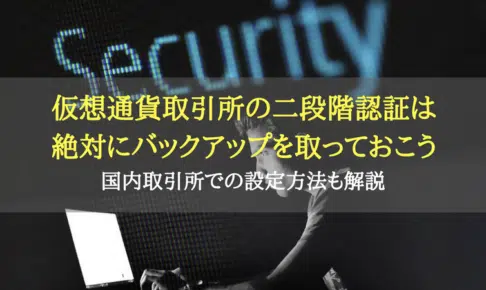 Security
仮想通貨取引所の二段階認証は
絶対にバックアップを取っておこう
国内取引所での設定方法も解説